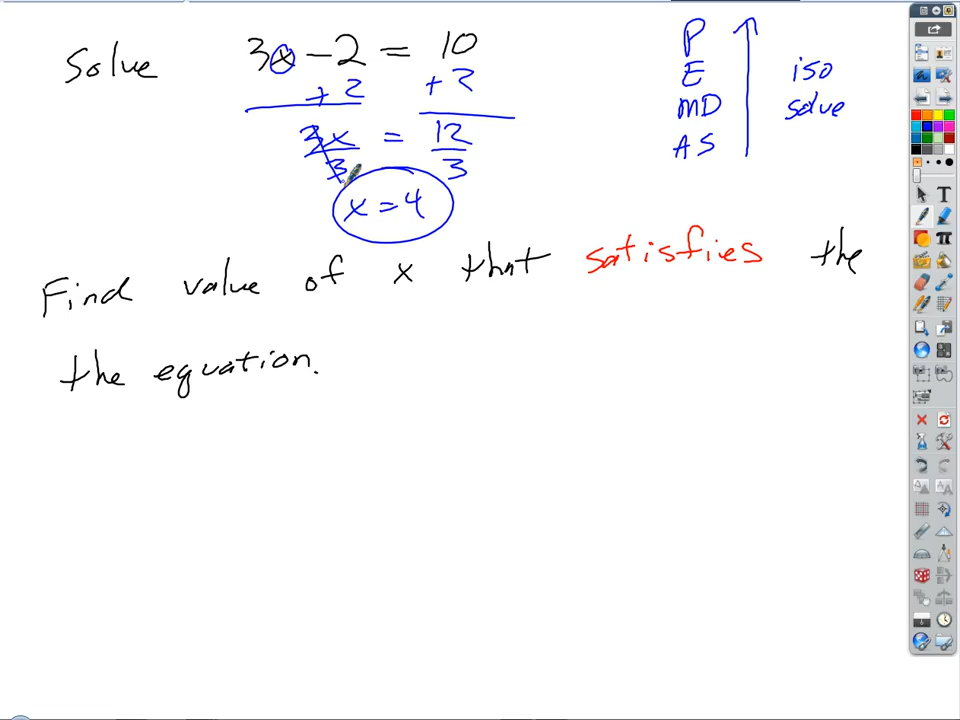 Solve 3x - 2 = 10
+ 2 + 2
3x = 12
3 3
x = 4
P
E
MD
AS
iso
solve
Find value of x that satisfies the
the equation.
T
π